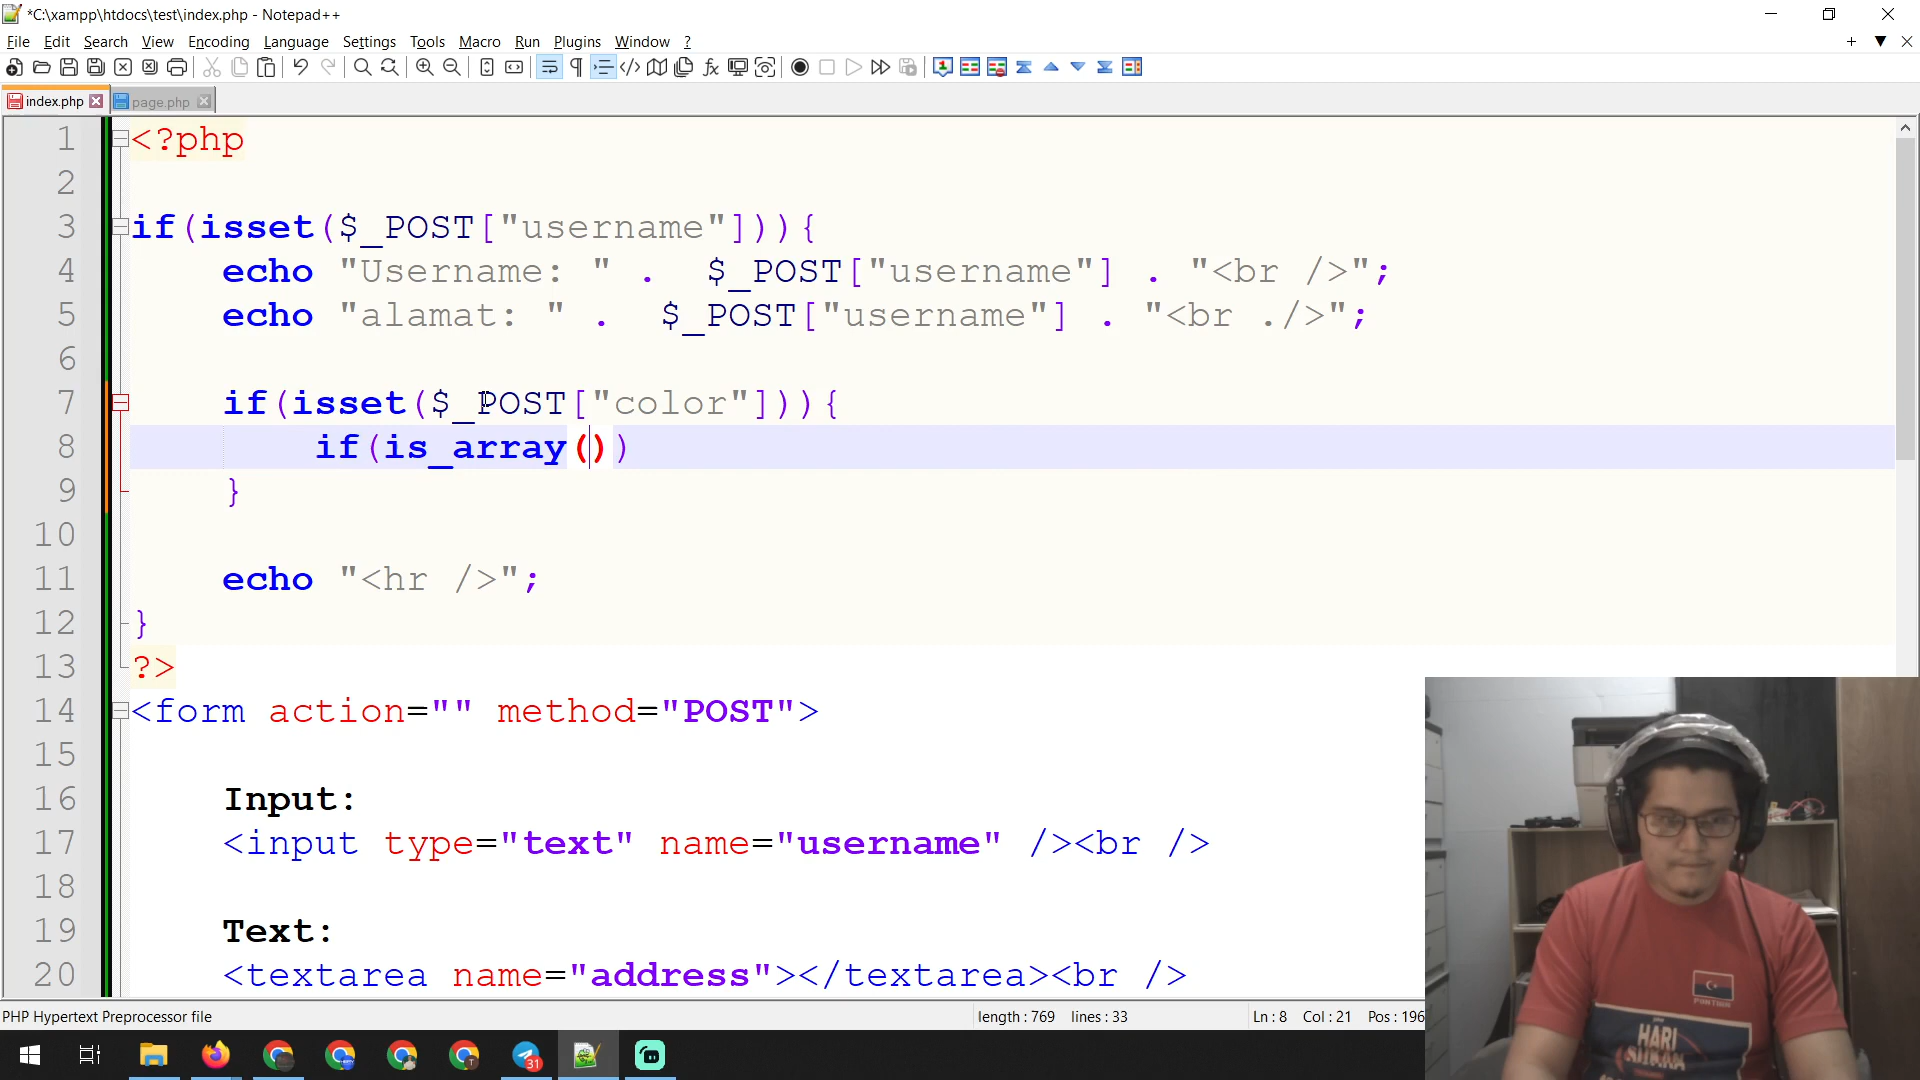 *C:\xampp\htdocs\test\index.php - Notepad++
File Edit Search View Encoding Language Settings Tools Macro Run Plugins Window ?
index.php page.php
1 <?php
2
3 if(isset($_POST["username"])){
4 echo "Username: " . $_POST["username"] . "<br />";
5 echo "alamat: " . $_POST["username"] . "<br ./>";
6
7 if(isset($_POST["color"])){
8 if(is_array())
9 }
10
11 echo "<hr />";
12 }
13 ?>
14 <form action="" method="POST">
15
16 Input:
17 <input type="text" name="username" /><br />
18
19 Text:
20 <textarea name="address"></textarea><br />
PHP Hypertext Preprocessor file length : 769 lines : 33 Ln : 8 Col : 21 Pos : 196
31
HARI